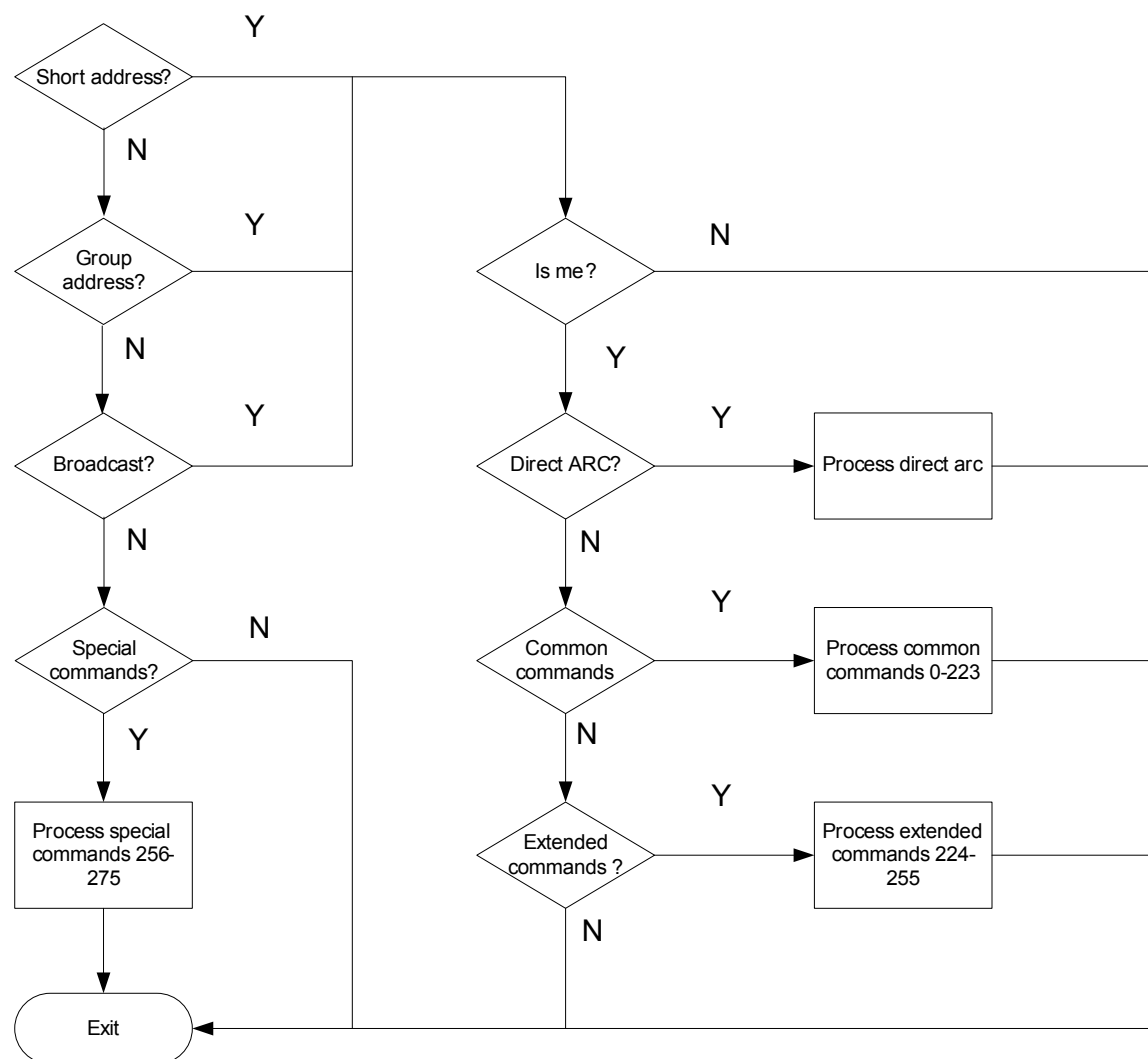 Y
Short address?
N
Y
Group
address?
N
Is me?
N
Y
Y
Broadcast?
N
Y
Direct ARC?
N
Process direct arc
Special
commands?
N
Y
Y
Common
commands
N
Process common
commands 0-223
Process special
commands 256-
275
Y
Extended
commands ?
N
Process extended
commands 224-
255
Exit